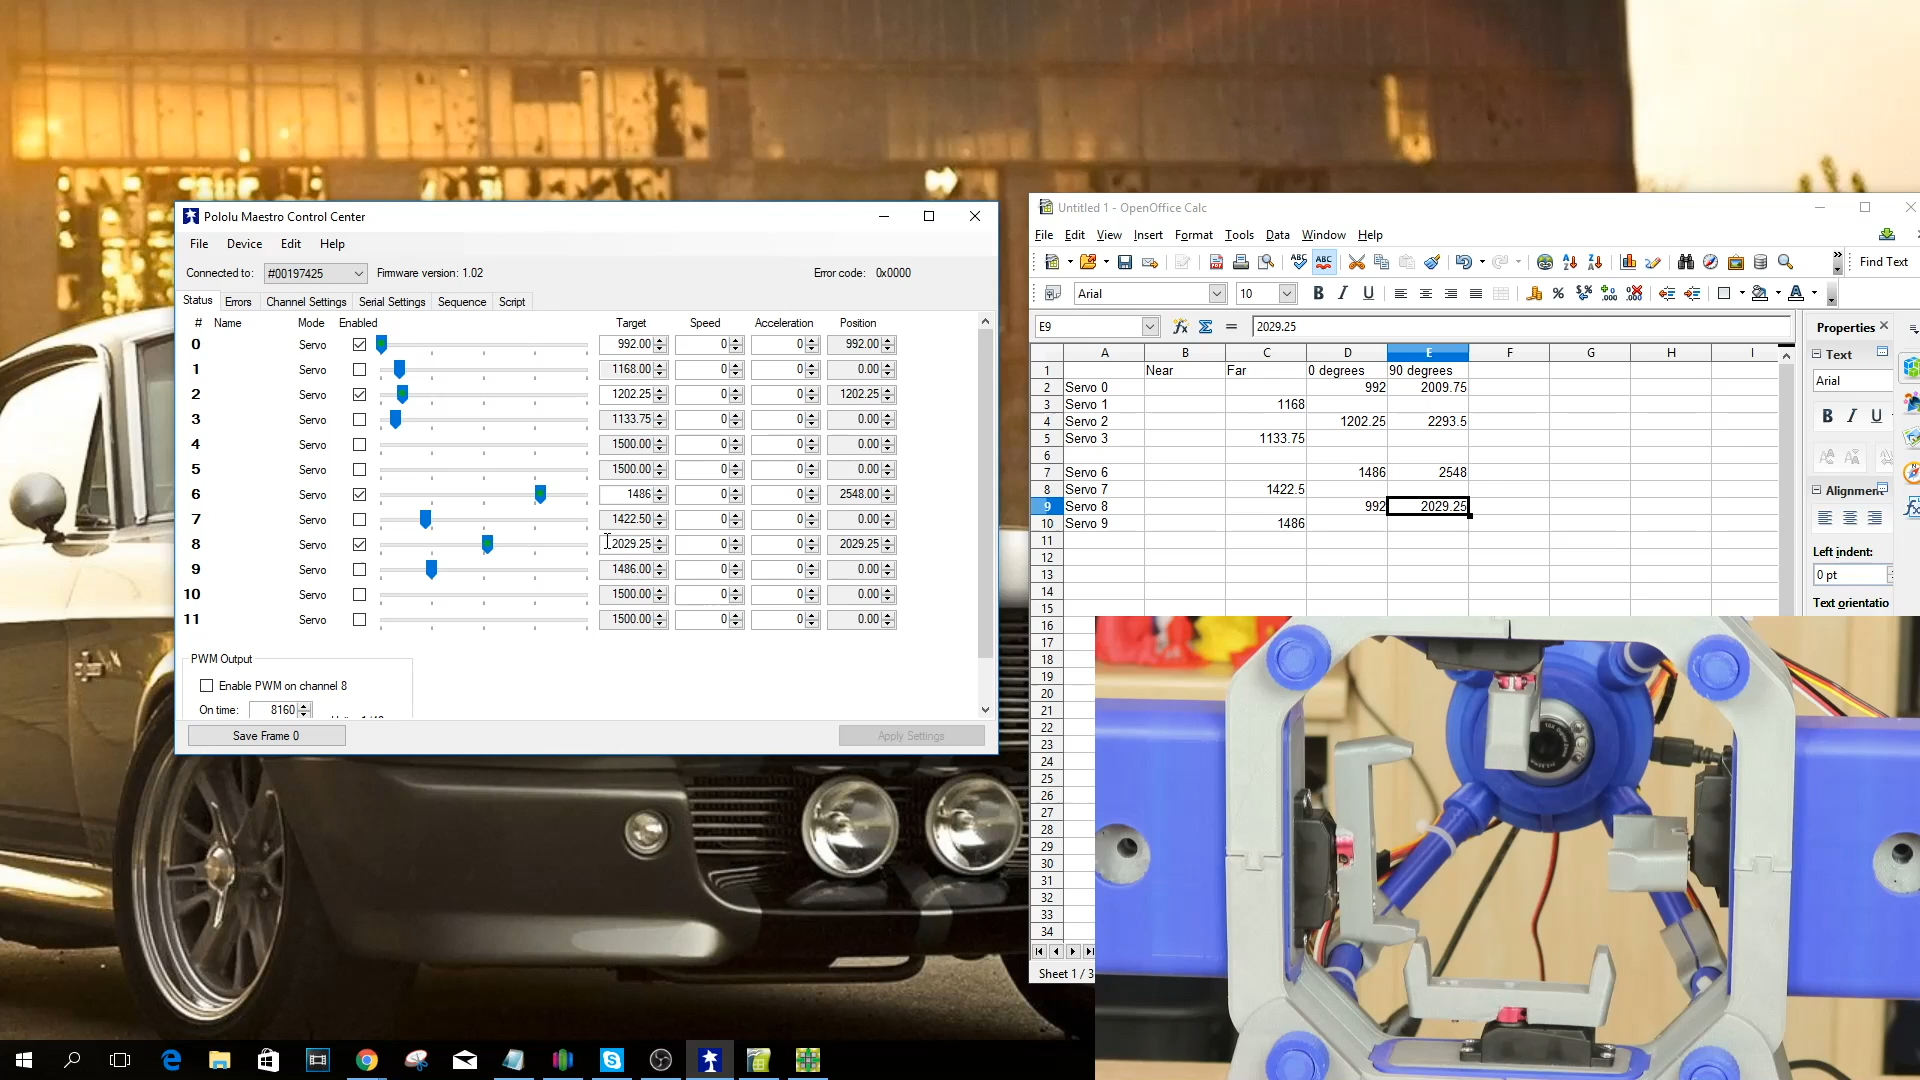 Pololu Maestro Control Center
File Device Edit Help
Connected to: #00197425 Firmware version: 1.02 Error code: 0x0000
Status Errors Channel Settings Serial Settings Sequence Script
# Name Mode Enabled Target Speed Acceleration Position
0 Servo 992.00 0 0 992.00
1 Servo 1168.00 0 0 0.00
2 Servo 1202.25 0 0 1202.25
3 Servo 1133.75 0 0 0.00
4 Servo 1500.00 0 0 0.00
5 Servo 1500.00 0 0 0.00
6 Servo 1486 0 0 2548.00
7 Servo 1422.50 0 0 0.00
8 Servo 2029.25 0 0 2029.25
9 Servo 1486.00 0 0 0.00
10 Servo 1500.00 0 0 0.00
11 Servo 1500.00 0 0 0.00
PWM Output
Enable PWM on channel 8
On time: 8160
Save Frame 0 Apply Settings
Untitled 1 - OpenOffice Calc
File Edit View Insert Format Tools Data Window Help
Find Text
Arial 10
E9 2029.25
A B C D E F G H I
1 Near Far 0 degrees 90 degrees
2 Servo 0 992 2009.75
3 Servo 1 1168
4 Servo 2 1202.25 2293.5
5 Servo 3 1133.75
6
7 Servo 6 1486 2548
8 Servo 7 1422.5
9 Servo 8 992 2029.25
10 Servo 9 1486
11
12
13
14
15
16
17
18
19
20
21
22
23
24
25
26
27
28
29
30
31
32
33
34
Sheet 1 / 3
Properties
Text
Arial
B I U
Alignment
Left indent:
0 pt
Text orientatio